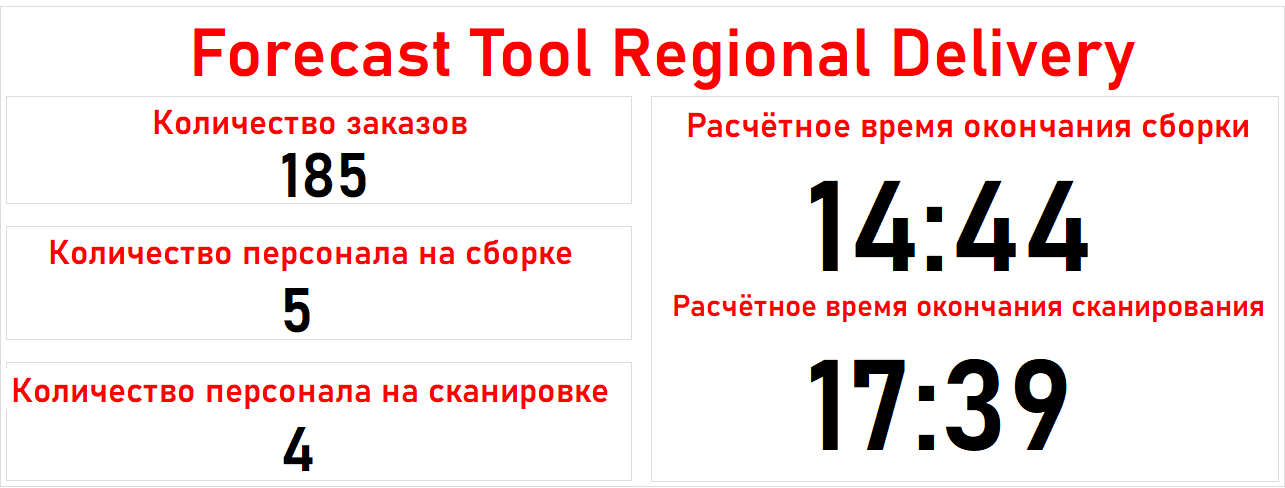 Forecast Tool Regional Delivery
Количество заказов
185
Количество персонала на сборке
5
Количество персонала на сканировке
4
Расчётное время окончания сборки
14:44
Расчётное время окончания сканирования
17:39